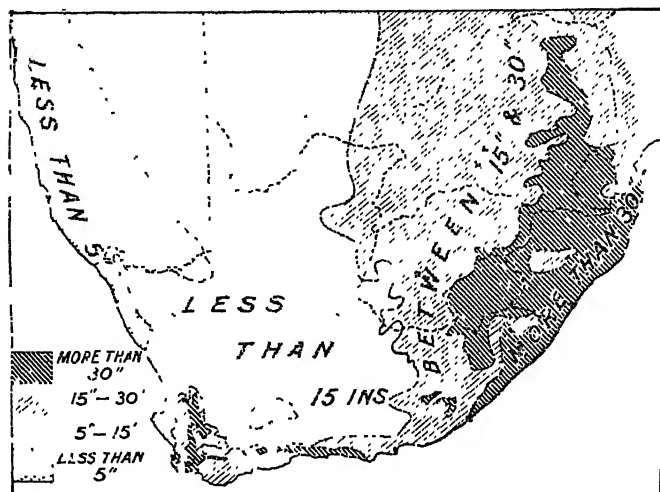 LESS THAN 5"
BETWEEN 15" & 30"
MORE THAN 30"
LESS
THAN
15 INS
MORE THAN
30"
15"-30'
5"-15'
LESS THAN
5"